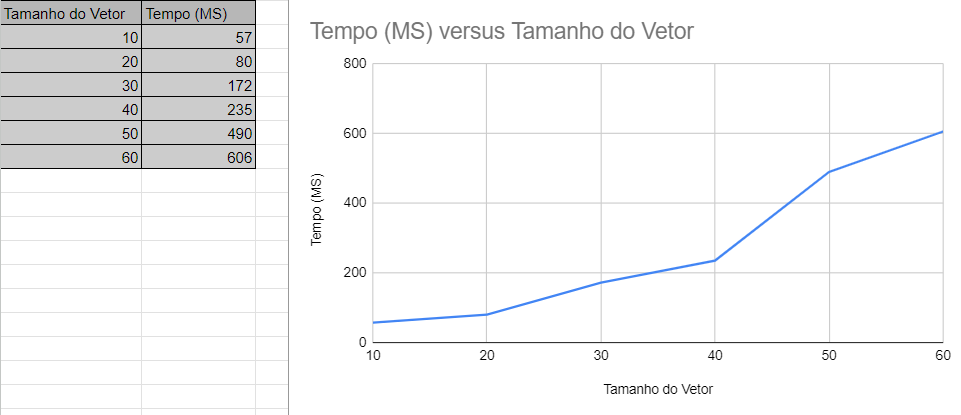 Tamanho do Vetor Tempo (MS)
10 57
20 80
30 172
40 235
50 490
60 606
Tempo (MS) versus Tamanho do Vetor
800
600
400
200
0
Tempo (MS)
10 20 30 40 50 60
Tamanho do Vetor